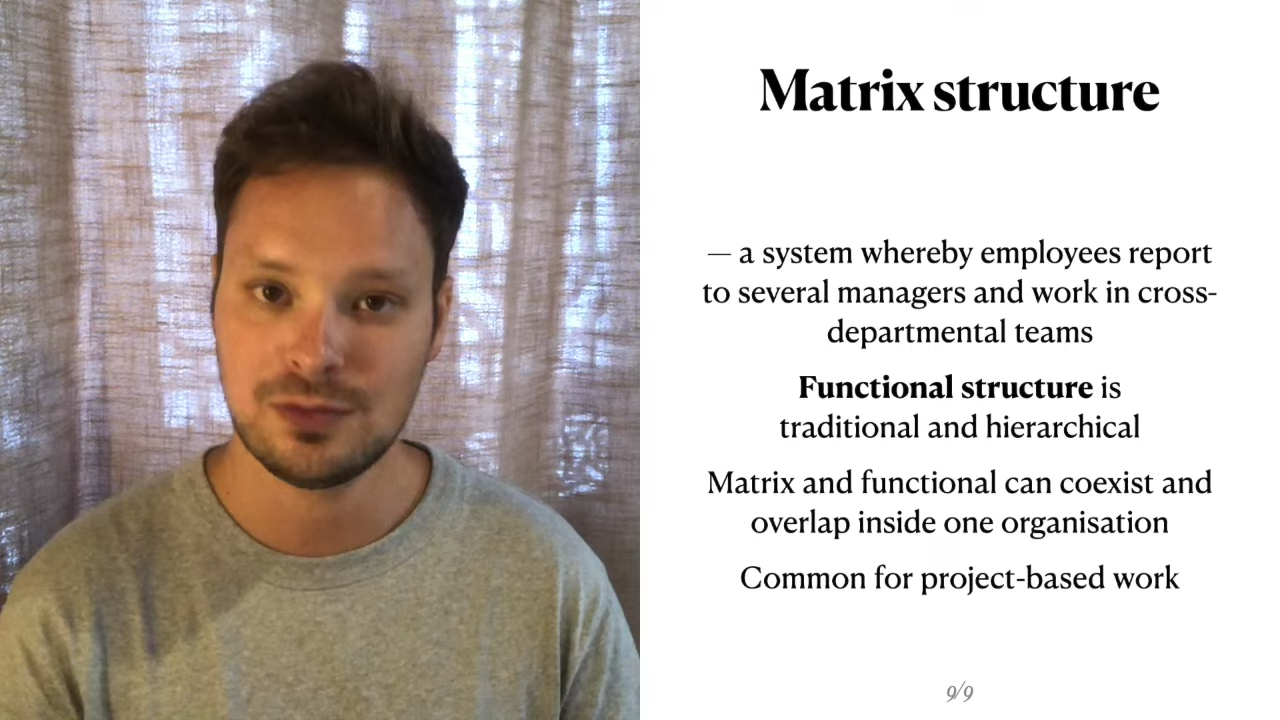 Matrix structure
— a system whereby employees report
to several managers and work in cross-
departmental teams
Functional structure is
traditional and hierarchical
Matrix and functional can coexist and
overlap inside one organisation
Common for project-based work
9/9